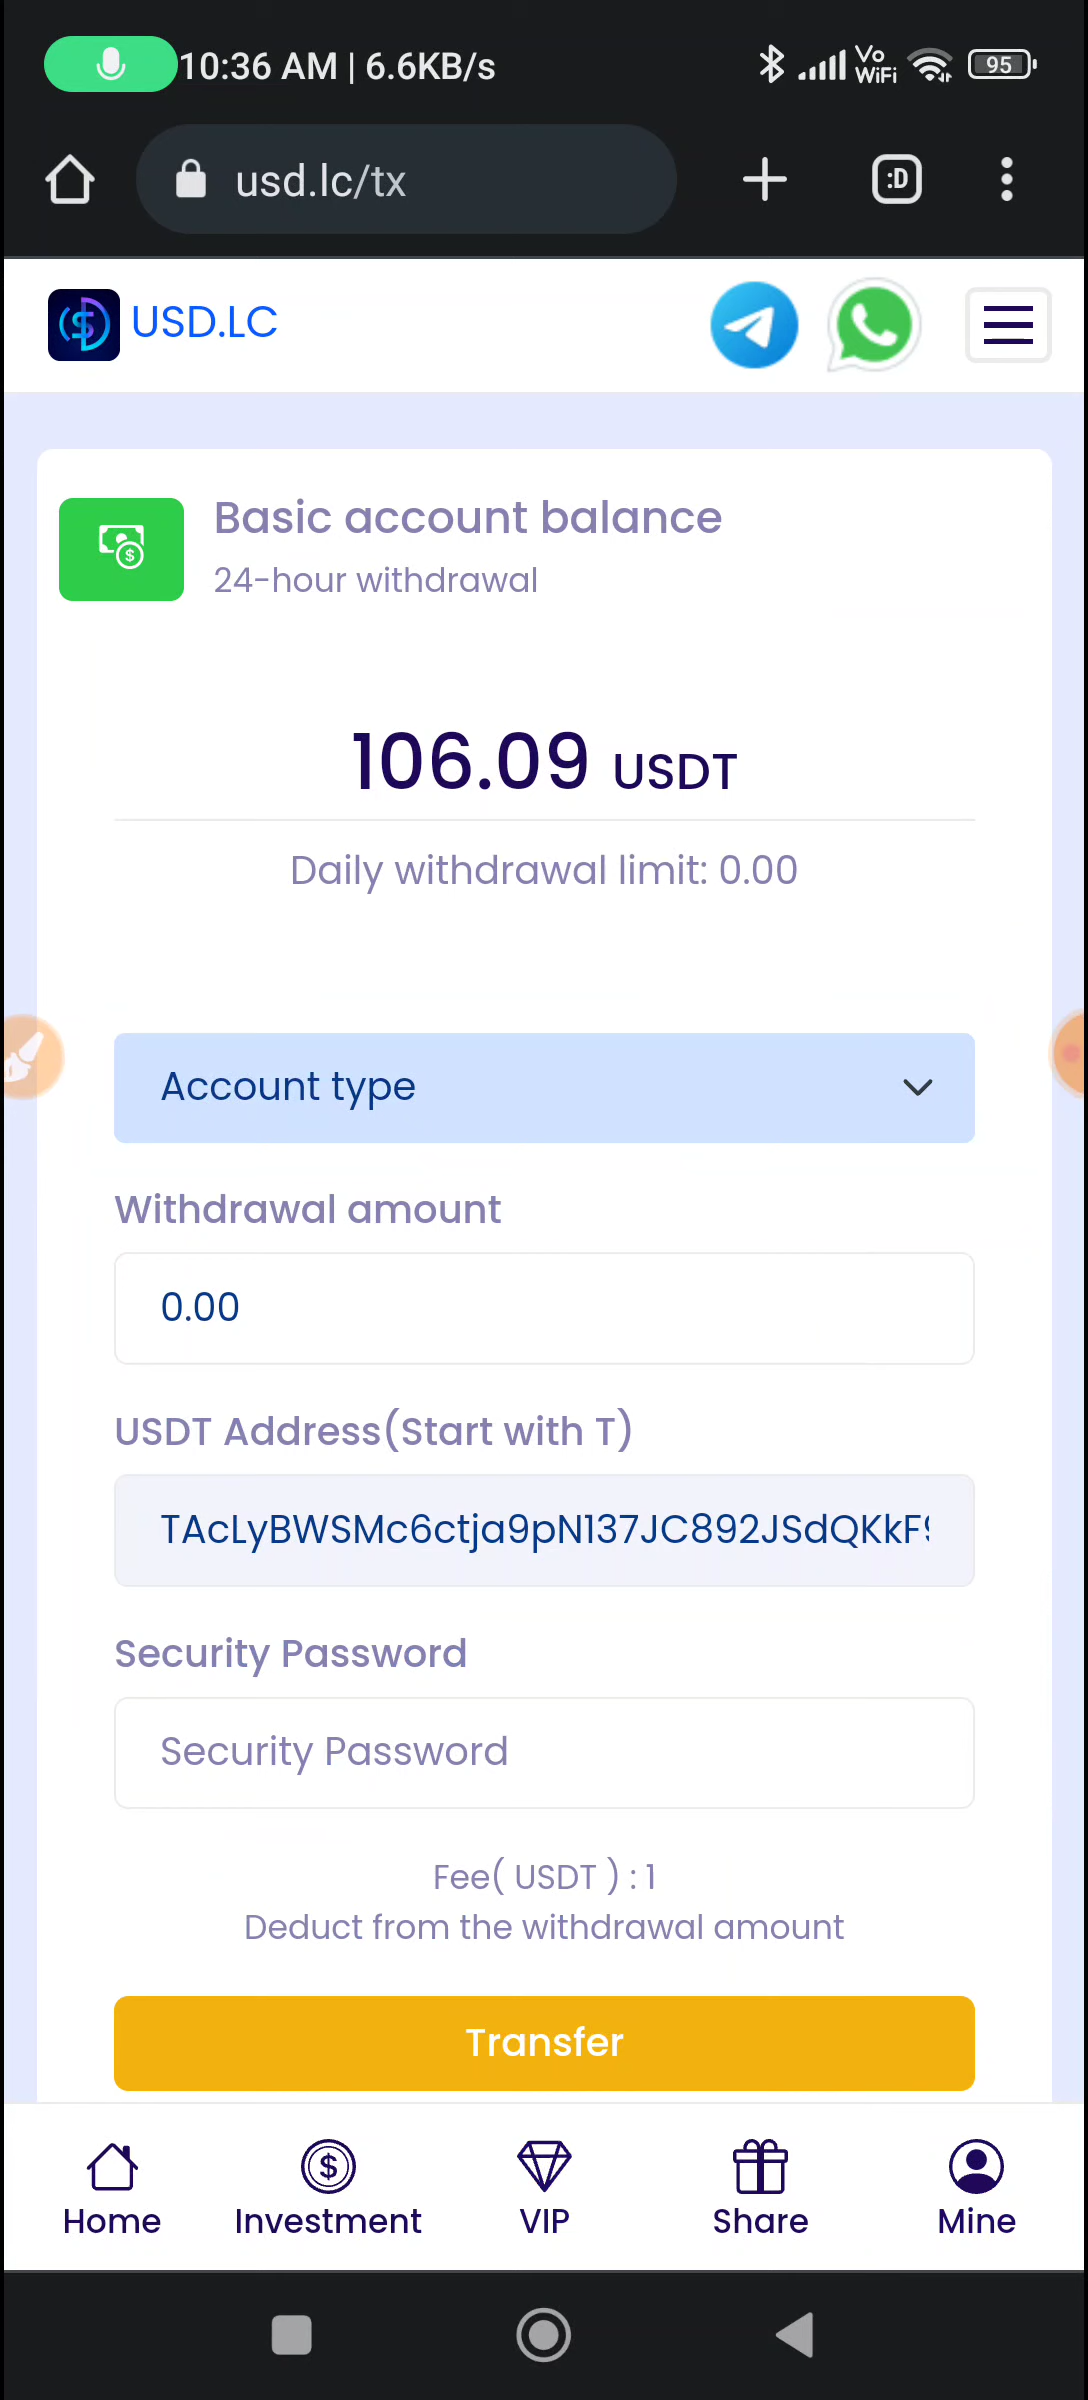 10:36 AM | 6.6KB/s
Vo
WiFi
95
usd.lc/tx
:D
USD.LC
Basic account balance
24-hour withdrawal
106.09 USDT
Daily withdrawal limit: 0.00
Account type
Withdrawal amount
0.00
USDT Address(Start with T)
TAcLyBWSMc6ctja9pN137JC892JSdQKkF9
Security Password
Security Password
Fee( USDT ) : 1
Deduct from the withdrawal amount
Transfer
Home
Investment
VIP
Share
Mine